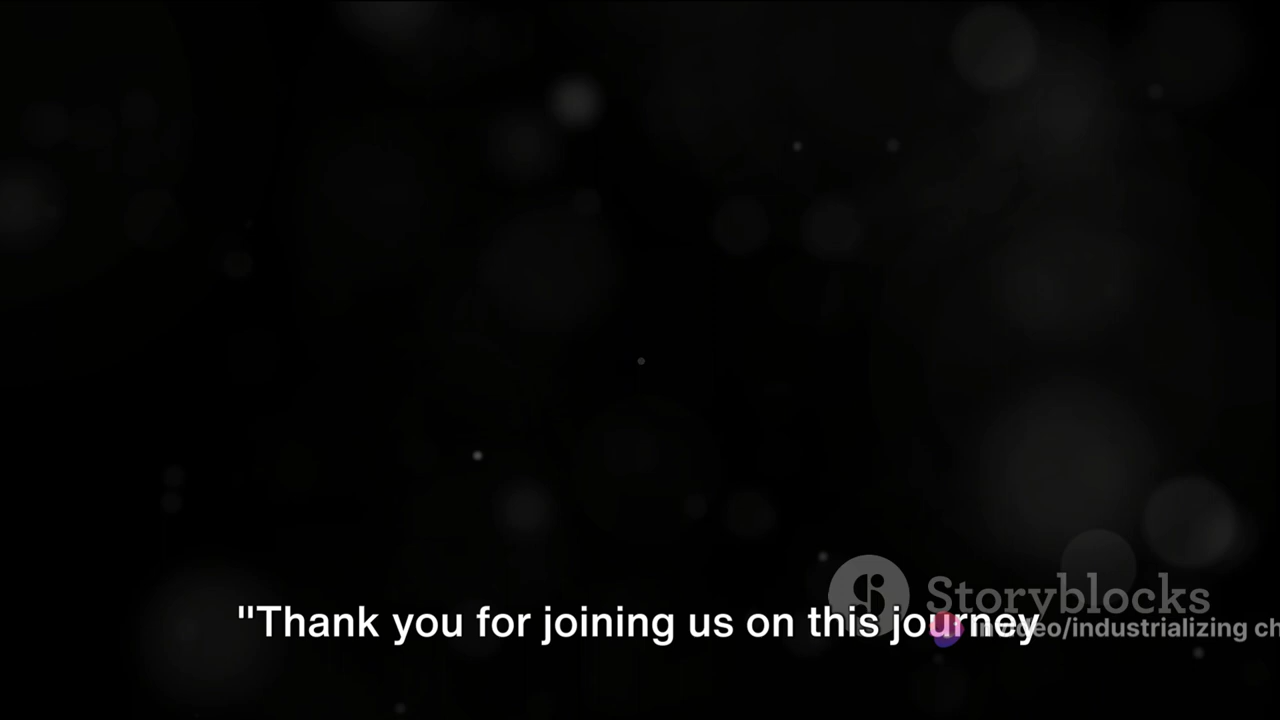 Storyblocks
"Thank you for joining us on this journey
/industrializing ch